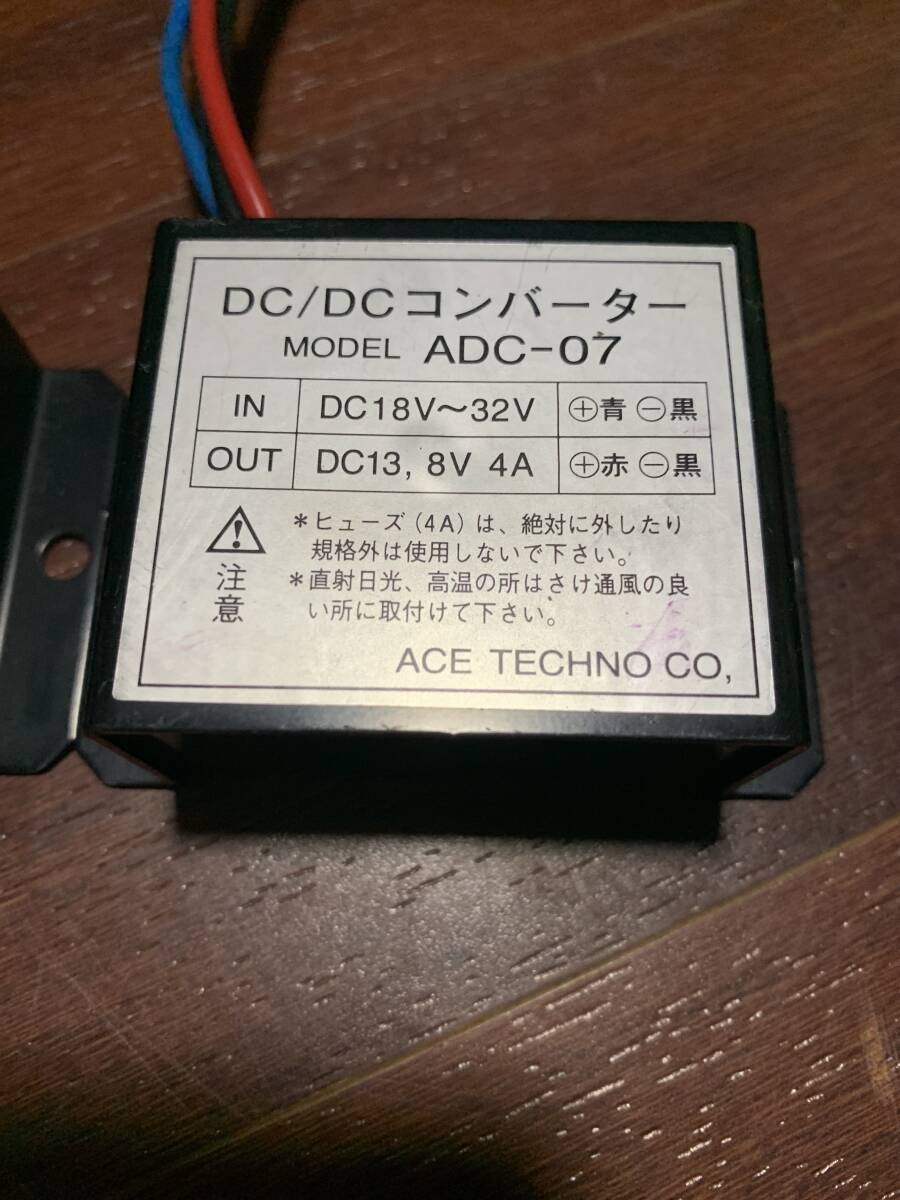 DC/DCコンバーター
MODEL ADC-07
IN DC18V～32V ⊕青 ⊖黒
OUT DC13,8V 4A ⊕赤 ⊖黒
注意
＊ヒューズ(4A)は、絶対に外したり
規格外は使用しないで下さい。
＊直射日光、高温の所はさけ通風の良
い所に取付けて下さい。
ACE TECHNO CO,